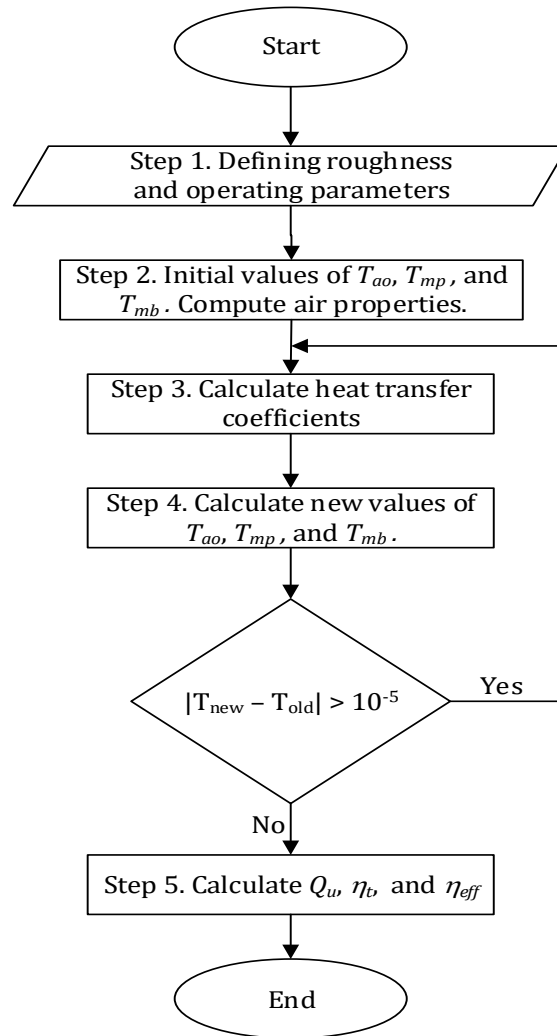 Start
Step 1. Defining roughness
and operating parameters
Step 2. Initial values of Tao, Tmp, and
Tmb. Compute air properties.
Step 3. Calculate heat transfer
coefficients
Step 4. Calculate new values of
Tao, Tmp, and Tmb.
|Tnew – Told| > 10⁻⁵
Yes
No
Step 5. Calculate Qu, ηt, and ηeff
End